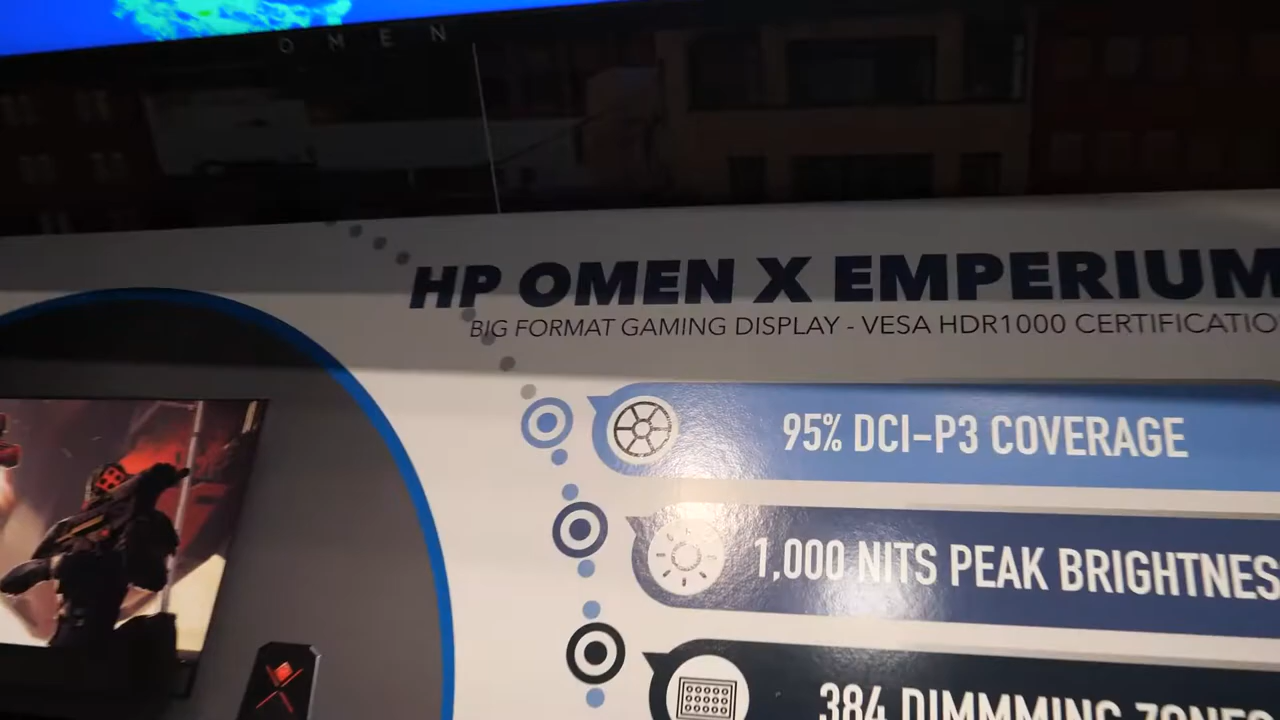 OMEN
HP OMEN X EMPERIUM
BIG FORMAT GAMING DISPLAY - VESA HDR1000 CERTIFICATIO
95% DCI-P3 COVERAGE
1,000 NITS PEAK BRIGHTNES
384 DIMMMING ZONES